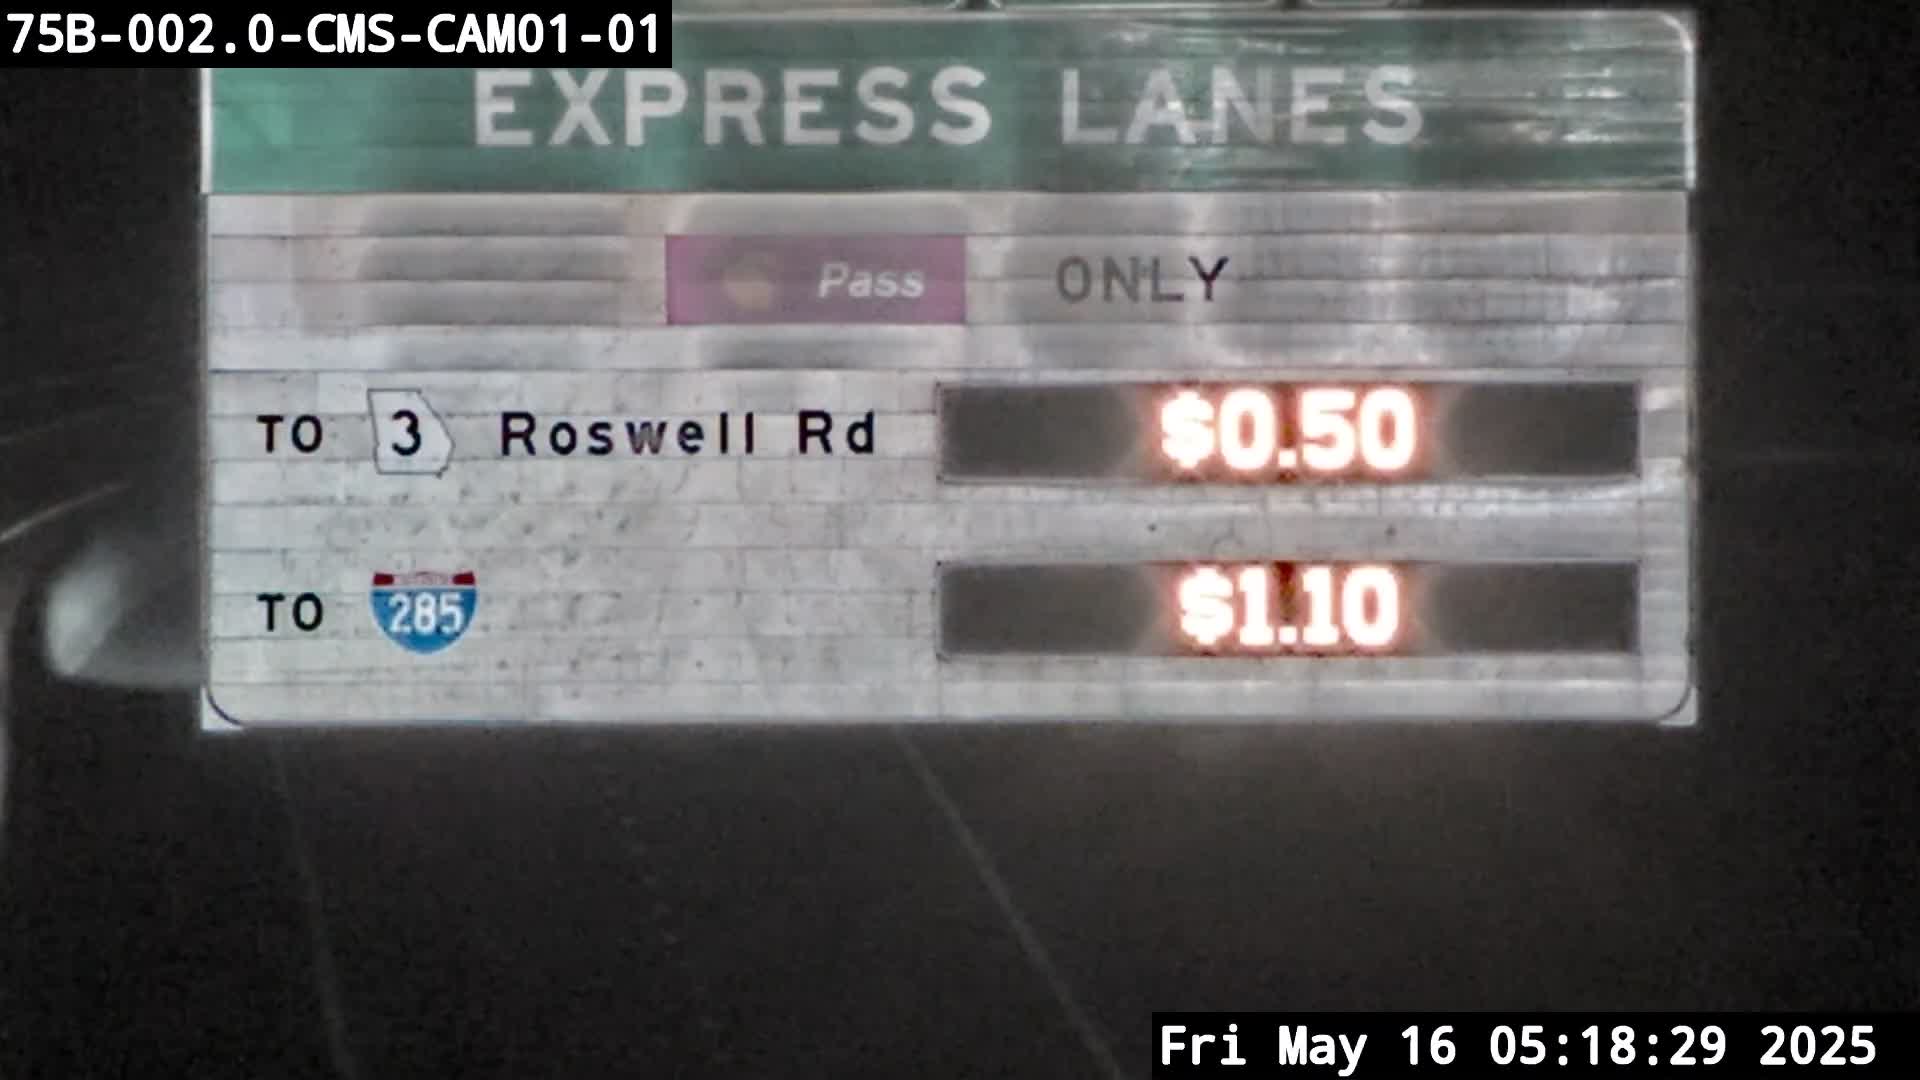 75B-002.0-CMS-CAM01-01
EXPRESS LANES
Pass ONLY
TO 3 Roswell Rd $0.50
TO 285 $1.10
Fri May 16 05:18:29 2025